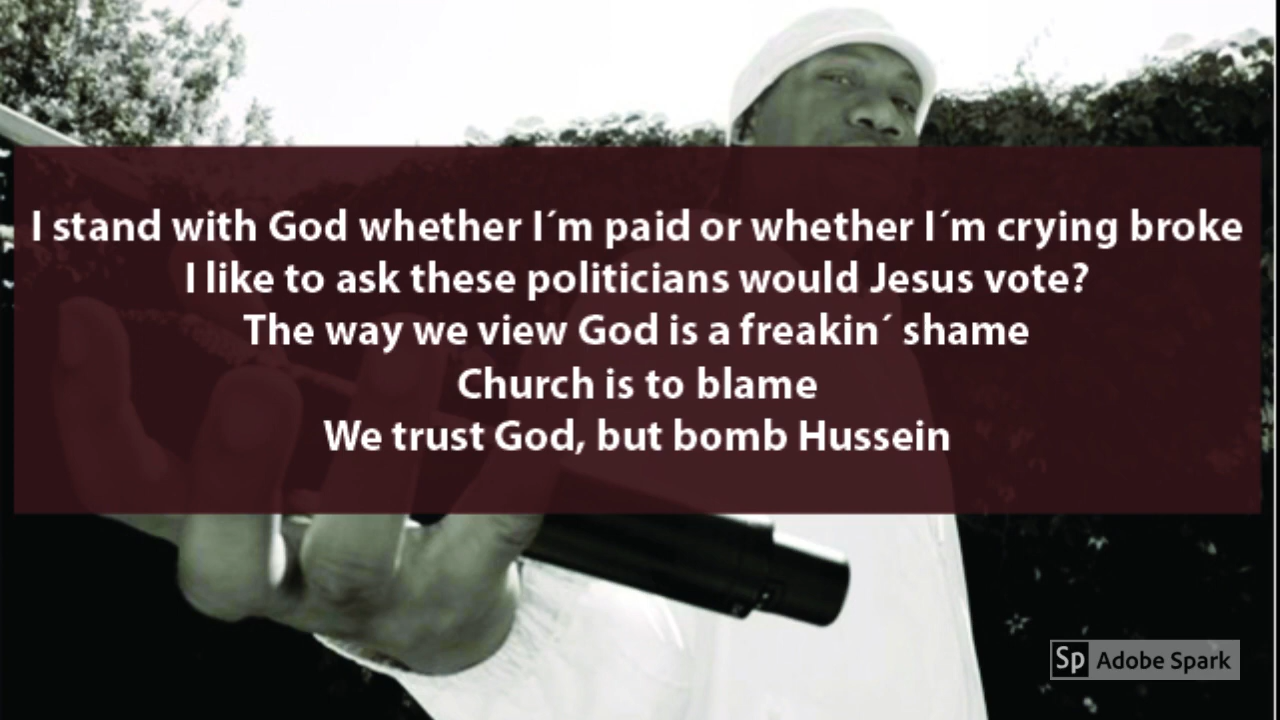 I stand with God whether I´m paid or whether I´m crying broke
I like to ask these politicians would Jesus vote?
The way we view God is a freakin´ shame
Church is to blame
We trust God, but bomb Hussein
Sp Adobe Spark